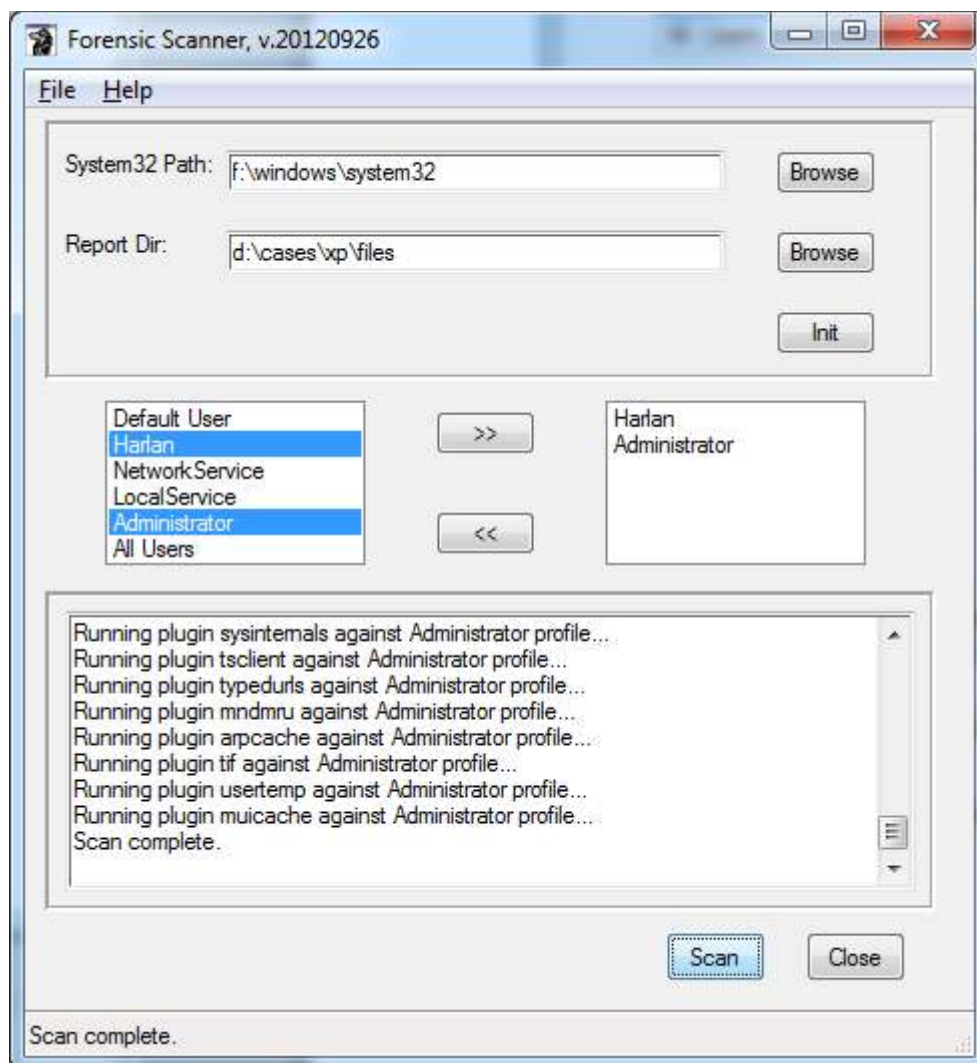 Forensic Scanner, v.20120926
File Help
System32 Path: f:\windows\system32 Browse
Report Dir: d:\cases\xp\files Browse
Init
Default User
Harlan
NetworkService
LocalService
Administrator
All Users
>>
<<
Harlan
Administrator
Running plugin sysinternals against Administrator profile...
Running plugin tsclient against Administrator profile...
Running plugin typedurls against Administrator profile...
Running plugin mndmru against Administrator profile...
Running plugin arpcache against Administrator profile...
Running plugin tif against Administrator profile...
Running plugin usertemp against Administrator profile...
Running plugin muicache against Administrator profile...
Scan complete.
Scan Close
Scan complete.